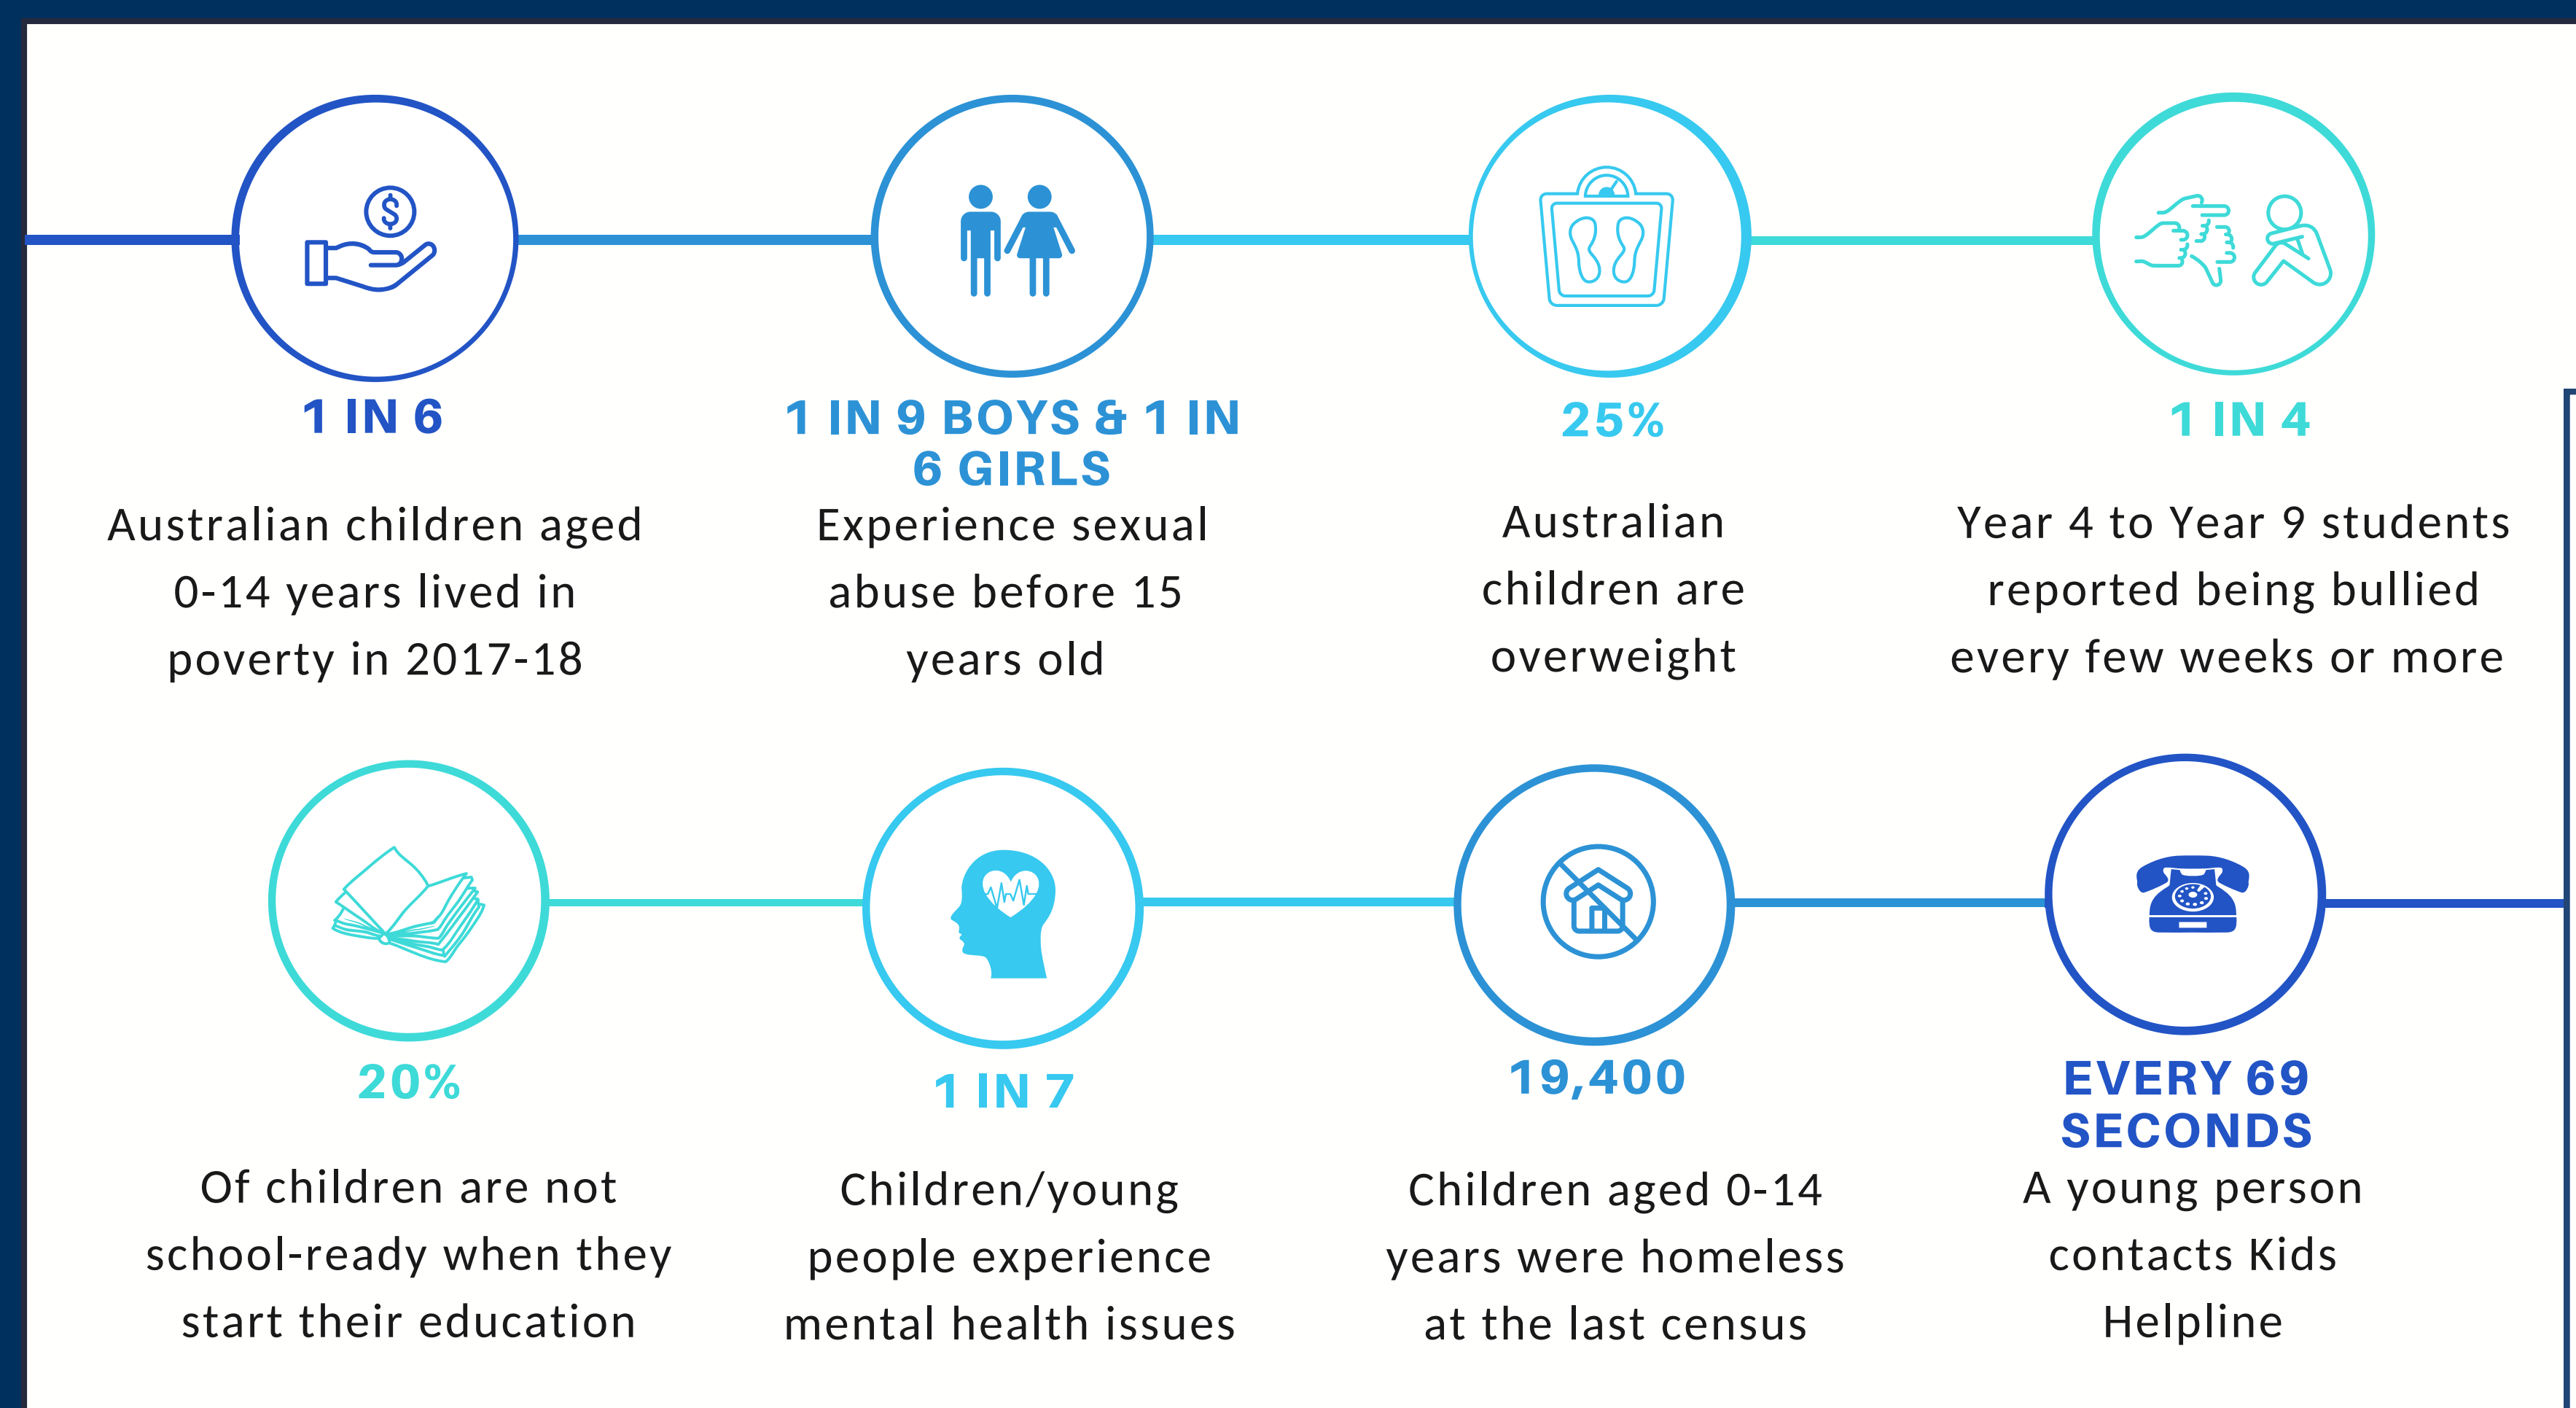 1 IN 6
Australian children aged
0-14 years lived in
poverty in 2017-18
1 IN 9 BOYS & 1 IN
6 GIRLS
Experience sexual
abuse before 15
years old
25%
Australian
children are
overweight
1 IN 4
Year 4 to Year 9 students
reported being bullied
every few weeks or more
20%
Of children are not
school-ready when they
start their education
1 IN 7
Children/young
people experience
mental health issues
19,400
Children aged 0-14
years were homeless
at the last census
EVERY 69
SECONDS
A young person
contacts Kids
Helpline